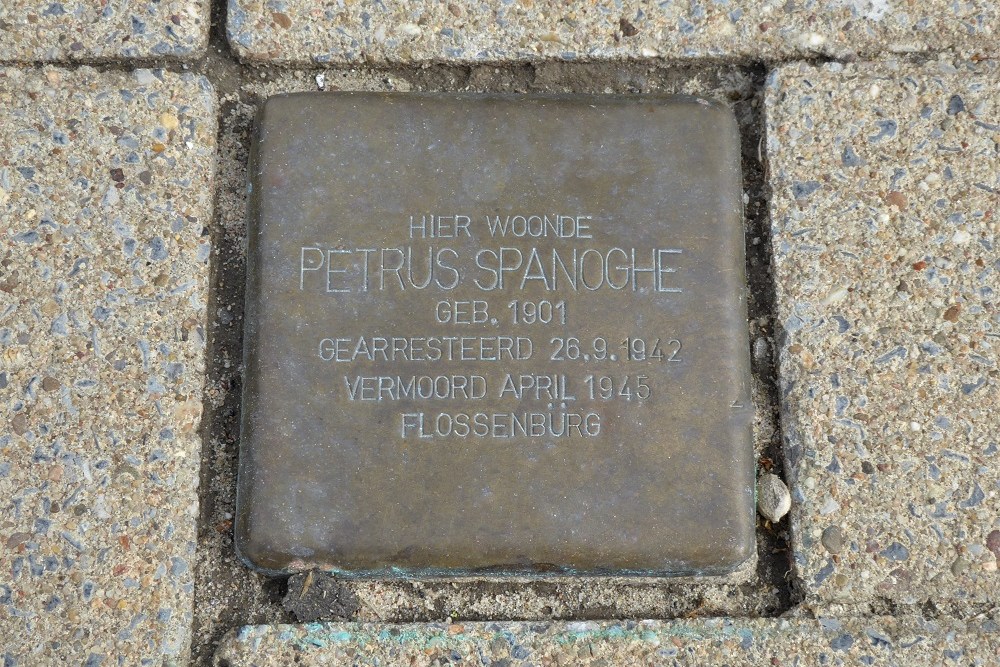 HIER WOONDE
PETRUS SPANOGHE
GEB. 1901
GEARRESTEERD 26.9.1942
VERMOORD APRIL 1945
FLOSSENBÜRG